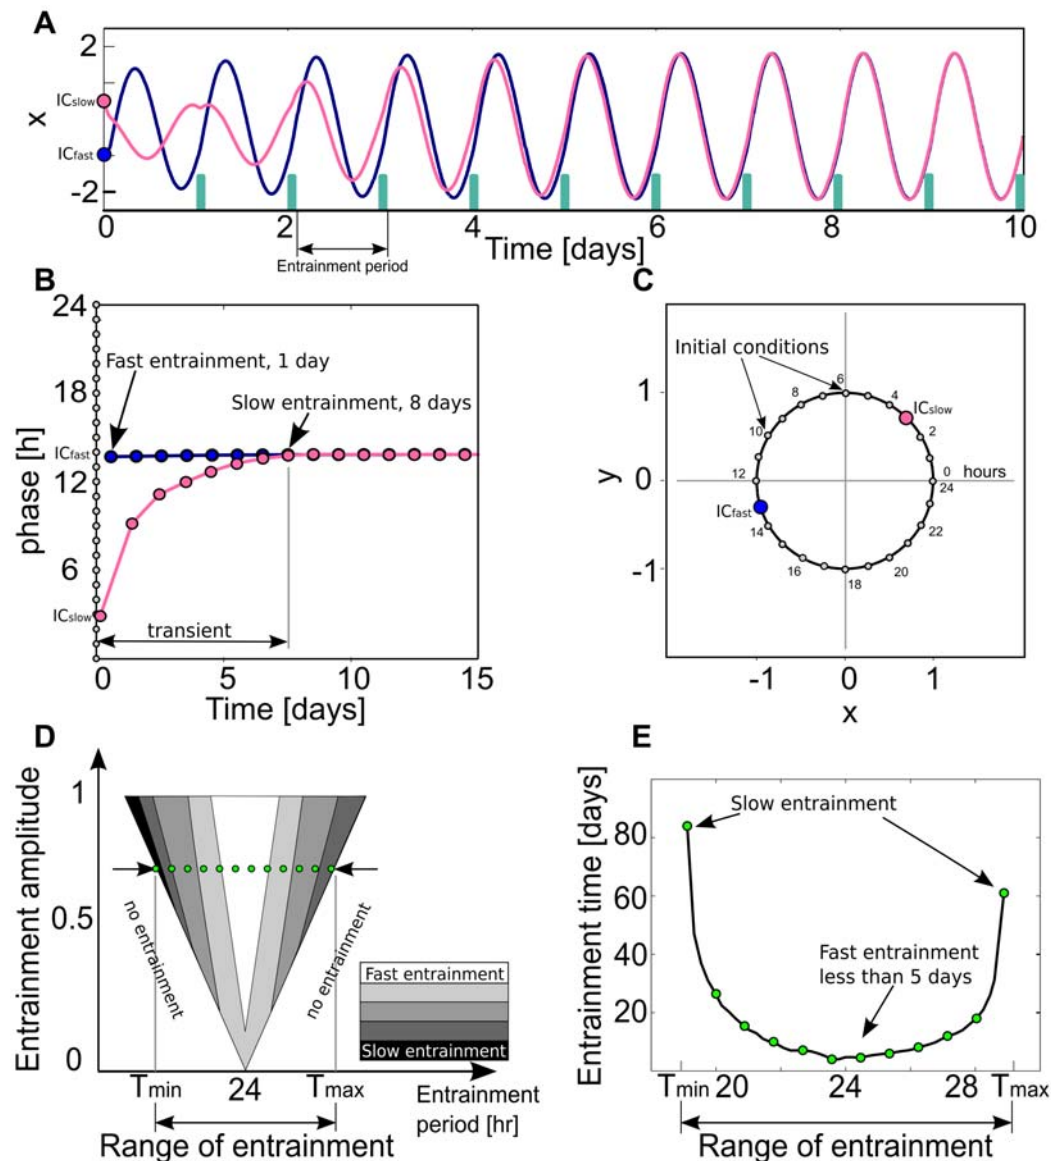 A
2
ICslow
x
ICfast
-2
0 2 4 6 8 10
Time [days]
Entrainment period
B
24
Fast entrainment, 1 day
18
Slow entrainment, 8 days
ICfast
12
phase [h]
6
ICslow
transient
0 5 10 15
Time [days]
C
Initial conditions
6
1
8
4
ICslow
10
2
y
0
12
0
hours
24
ICfast
14
22
16
20
-1
18
-1 0 1
x
D
1
Entrainment amplitude
0.5
no entrainment
no entrainment
Fast entrainment
Slow entrainment
0
Tmin 24 Tmax
Entrainment
period [hr]
Range of entrainment
E
Entrainment time [days]
80
Slow entrainment
60
40
Fast entrainment
less than 5 days
20
Tmin 20 24 28 Tmax
Range of entrainment